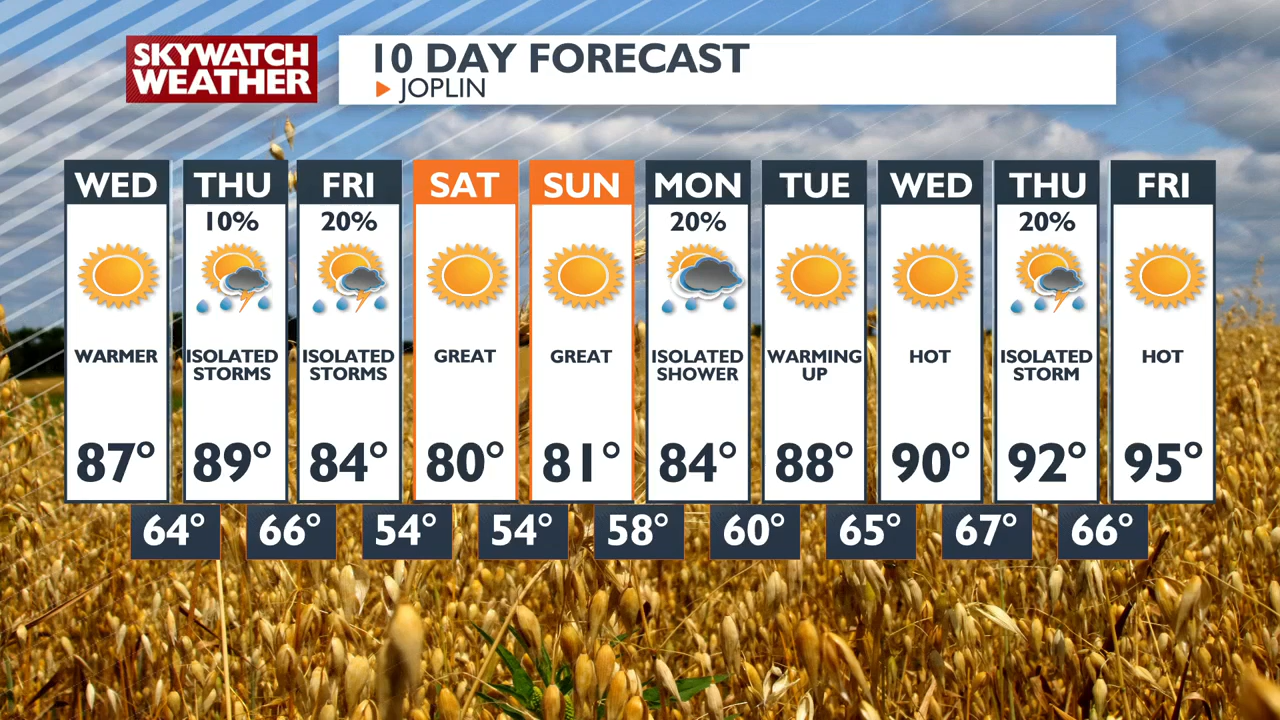 SKYWATCH
WEATHER
10 DAY FORECAST
JOPLIN
WED THU FRI SAT SUN MON TUE WED THU FRI
10% 20% 20% 20%
WARMER ISOLATED ISOLATED GREAT GREAT ISOLATED WARMING HOT ISOLATED HOT
STORMS STORMS SHOWER UP STORM
87° 89° 84° 80° 81° 84° 88° 90° 92° 95°
64° 66° 54° 54° 58° 60° 65° 67° 66°